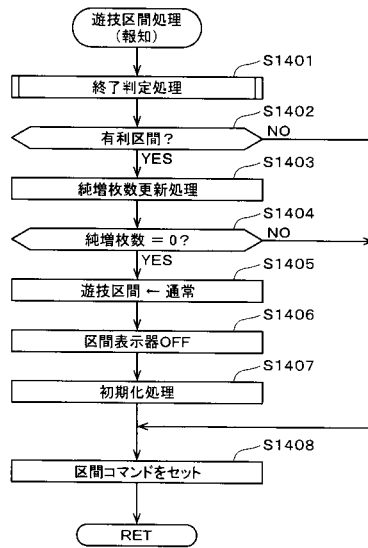 遊技区間処理
(報知)
S1401
終了判定処理
S1402
有利区間?
NO
YES
S1403
純増枚数更新処理
S1404
純増枚数 = 0?
NO
YES
S1405
遊技区間 ← 通常
S1406
区間表示器OFF
S1407
初期化処理
S1408
区間コマンドをセット
RET